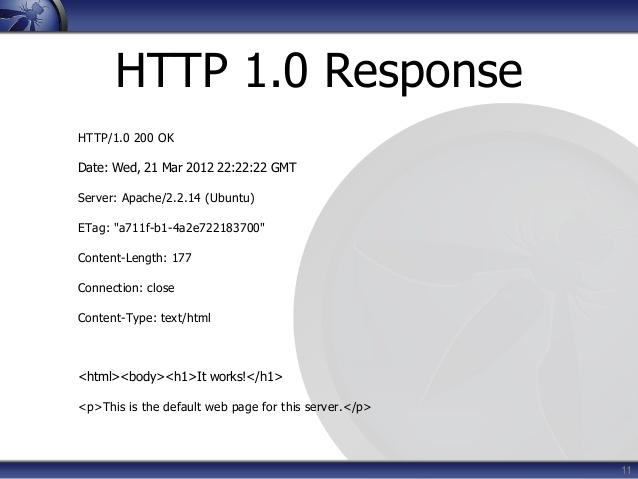 HTTP 1.0 Response
HTTP/1.0 200 OK
Date: Wed, 21 Mar 2012 22:22:22 GMT
Server: Apache/2.2.14 (Ubuntu)
ETag: "a711f-b1-4a2e722183700"
Content-Length: 177
Connection: close
Content-Type: text/html
<html><body><h1>It works!</h1>
<p>This is the default web page for this server.</p>
11